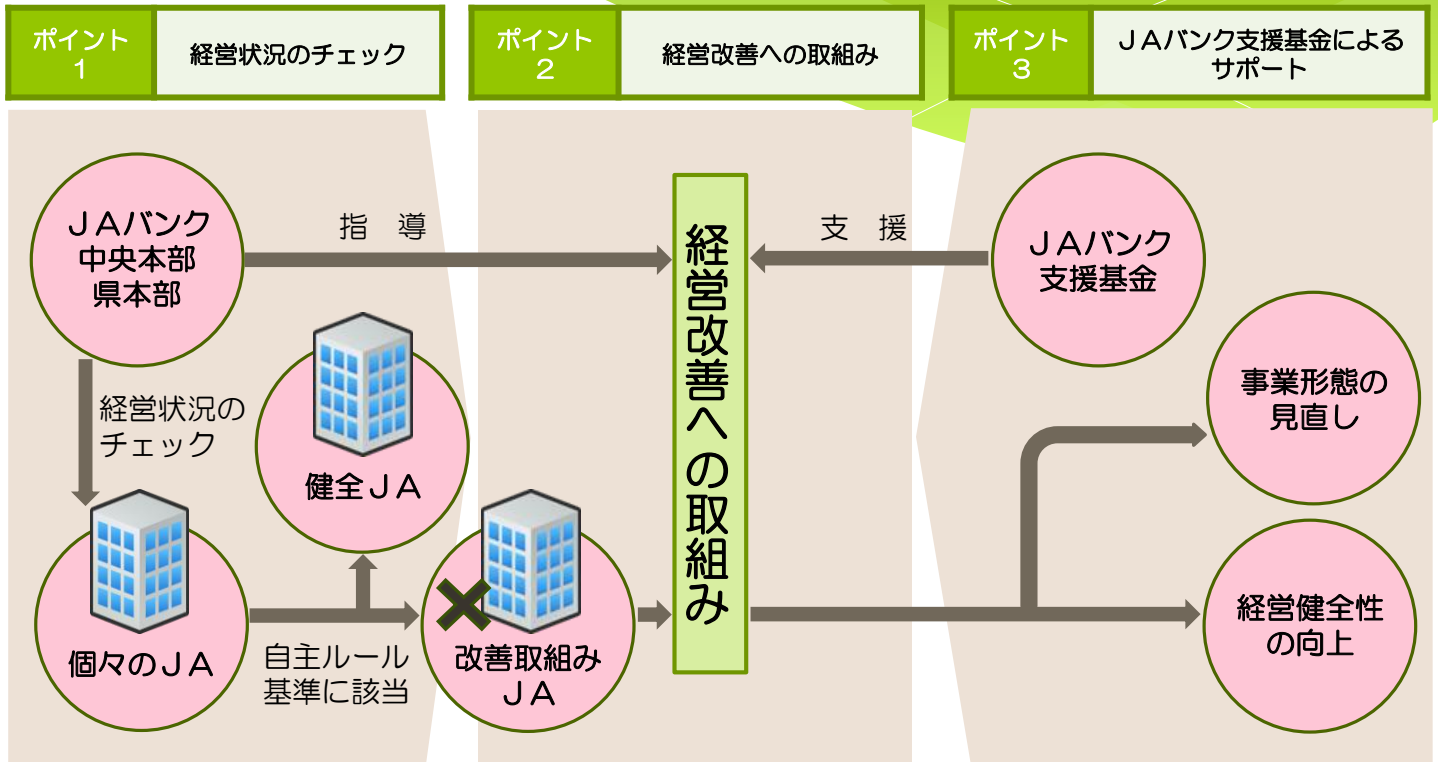 ポイント
1
経営状況のチェック
ポイント
2
経営改善への取組み
ポイント
3
ＪＡバンク支援基金による
サポート
ＪＡバンク
中央本部
県本部
指　導
経営状況の
チェック
健全ＪＡ
個々のＪＡ
自主ルール
基準に該当
改善取組み
ＪＡ
経営改善への取組み
支　援
ＪＡバンク
支援基金
事業形態の
見直し
経営健全性
の向上